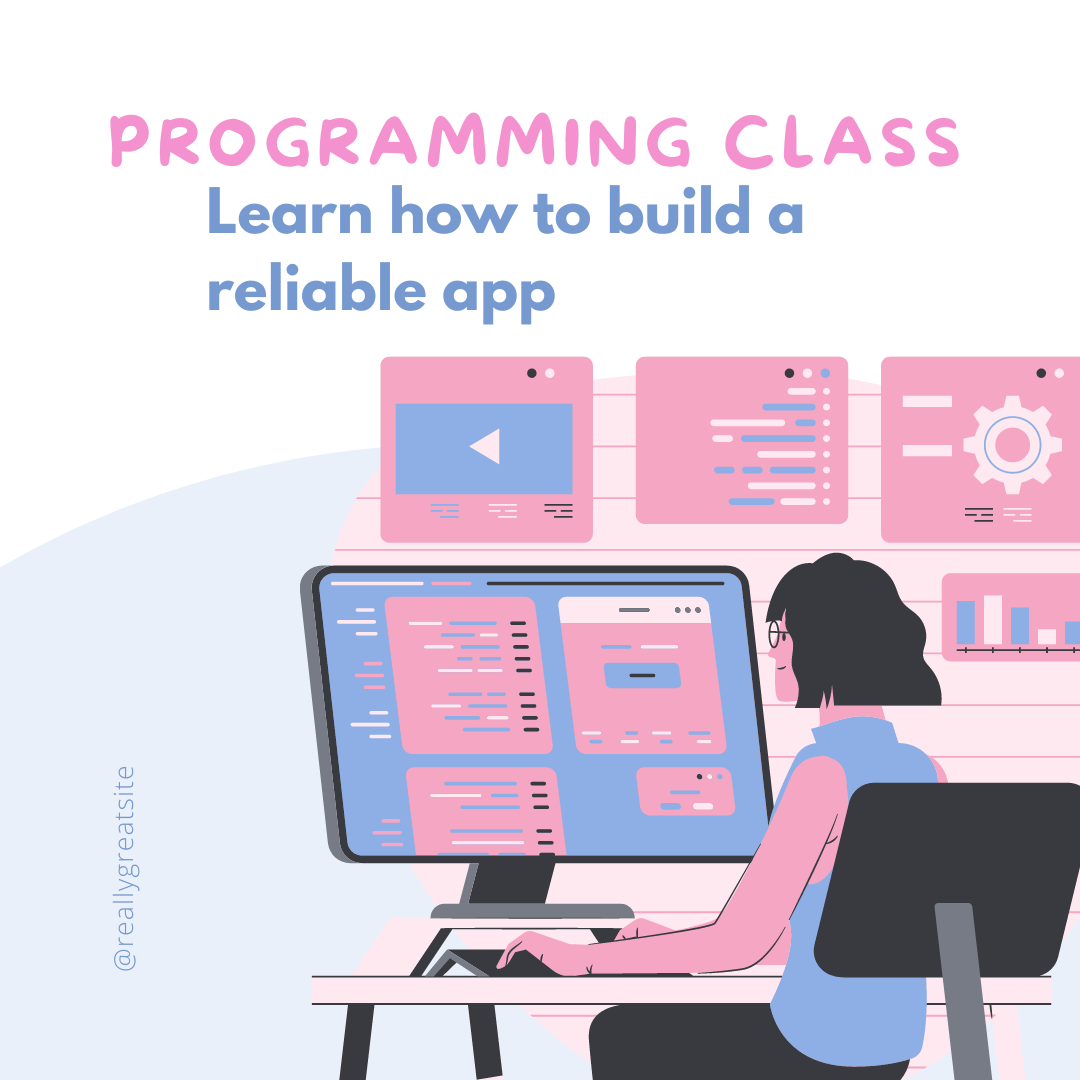 PROGRAMMING CLASS
Learn how to build a
reliable app
@reallygreatsite